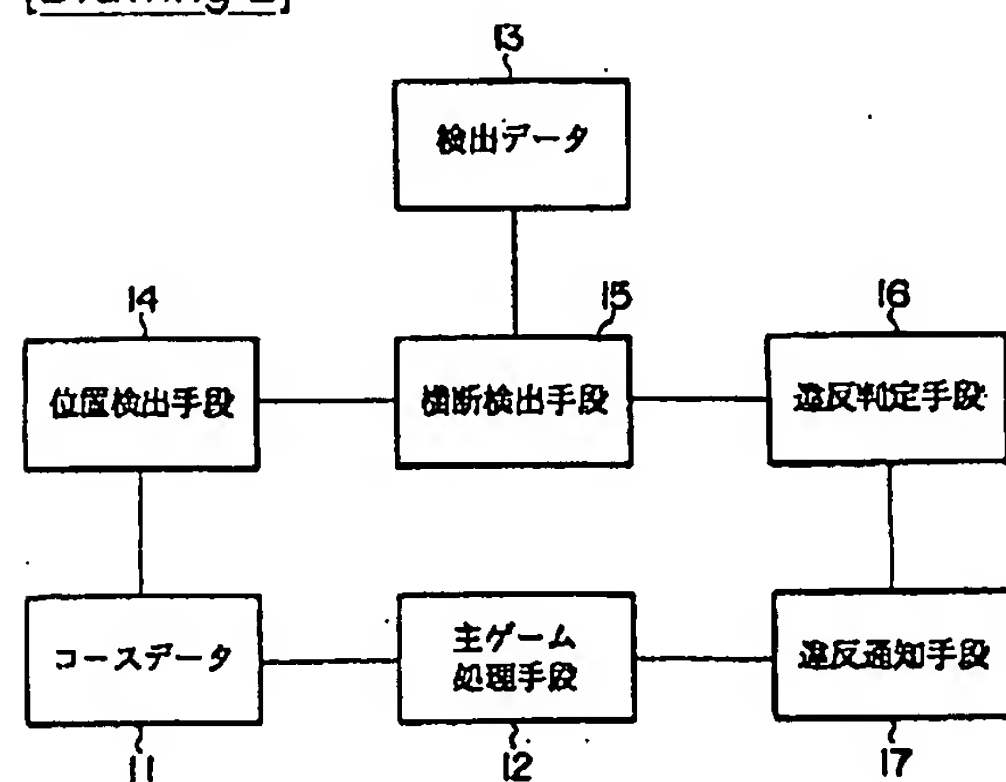 [Drawing 2]
13
検出データ
14
15
16
位置検出手段
横断検出手段
違反判定手段
コースデータ
主ゲーム
処理手段
違反通知手段
11
12
17